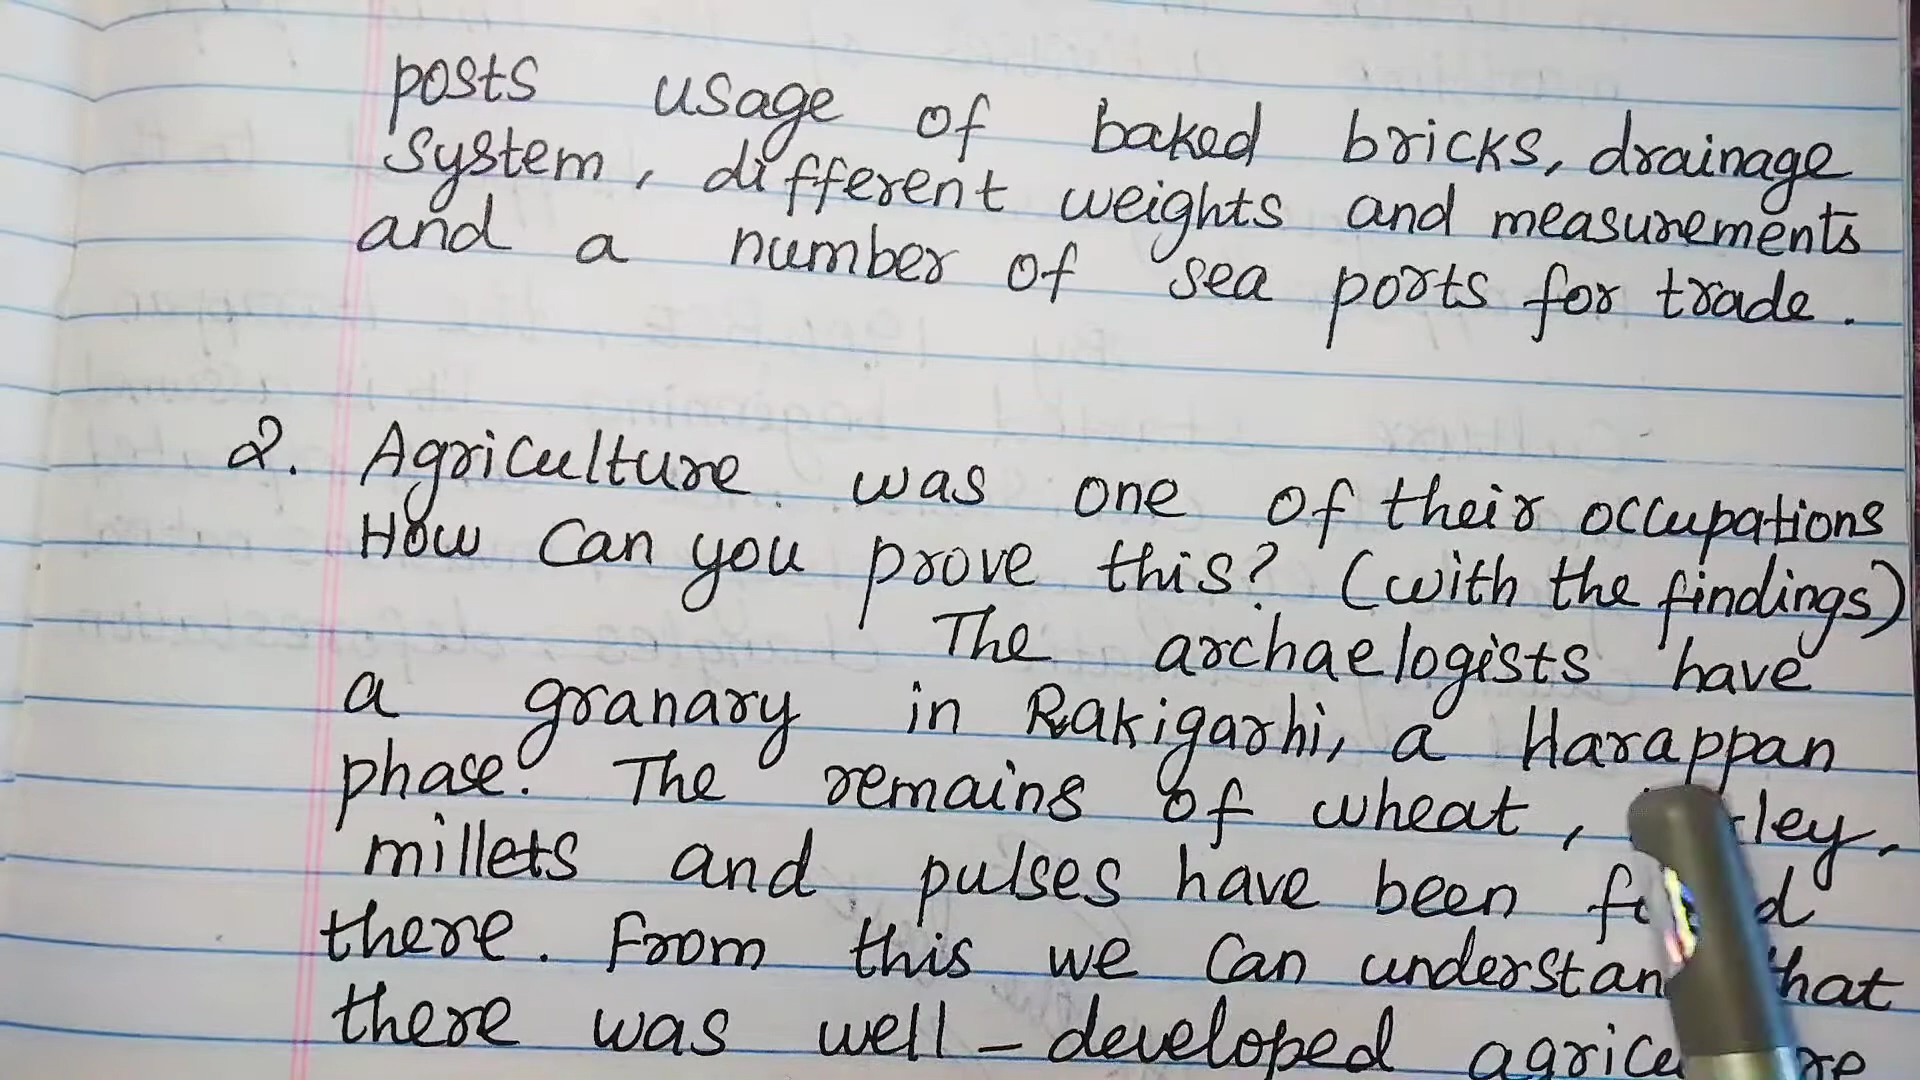 posts usage of baked bricks, drainage
system, different weights and measurements
and a number of sea ports for trade.
2. Agriculture was one of their occupations
How can you prove this? (with the findings)
The archaelogists have
a granary in Rakigarhi, a Harappan
phase. The remains of wheat,
millets and pulses have been
there. From this we can understand that
there was well-developed